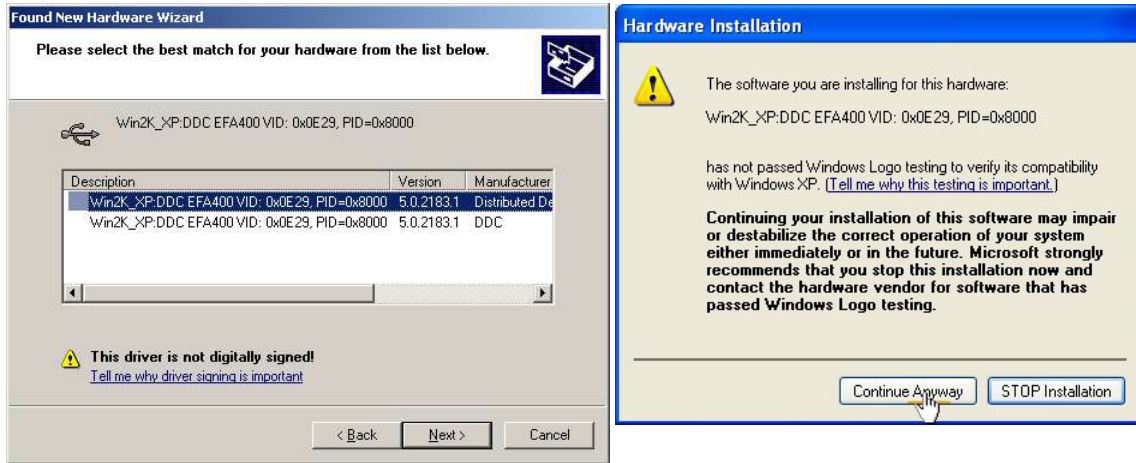 Found New Hardware Wizard
Please select the best match for your hardware from the list below.
Win2K_XP:DDC EFA400 VID: 0x0E29, PID=0x8000
Description Version Manufacturer
Win2K_XP:DDC EFA400 VID: 0x0E29, PID=0x8000 5.0.2183.1 Distributed De
Win2K_XP:DDC EFA400 VID: 0x0E29, PID=0x8000 5.0.2183.1 DDC
This driver is not digitally signed!
Tell me why driver signing is important
< Back Next > Cancel
Hardware Installation
The software you are installing for this hardware:
Win2K_XP:DDC EFA400 VID: 0x0E29, PID=0x8000
has not passed Windows Logo testing to verify its compatibility
with Windows XP. (Tell me why this testing is important.)
Continuing your installation of this software may impair
or destabilize the correct operation of your system
either immediately or in the future. Microsoft strongly
recommends that you stop this installation now and
contact the hardware vendor for software that has
passed Windows Logo testing.
Continue Anyway STOP Installation